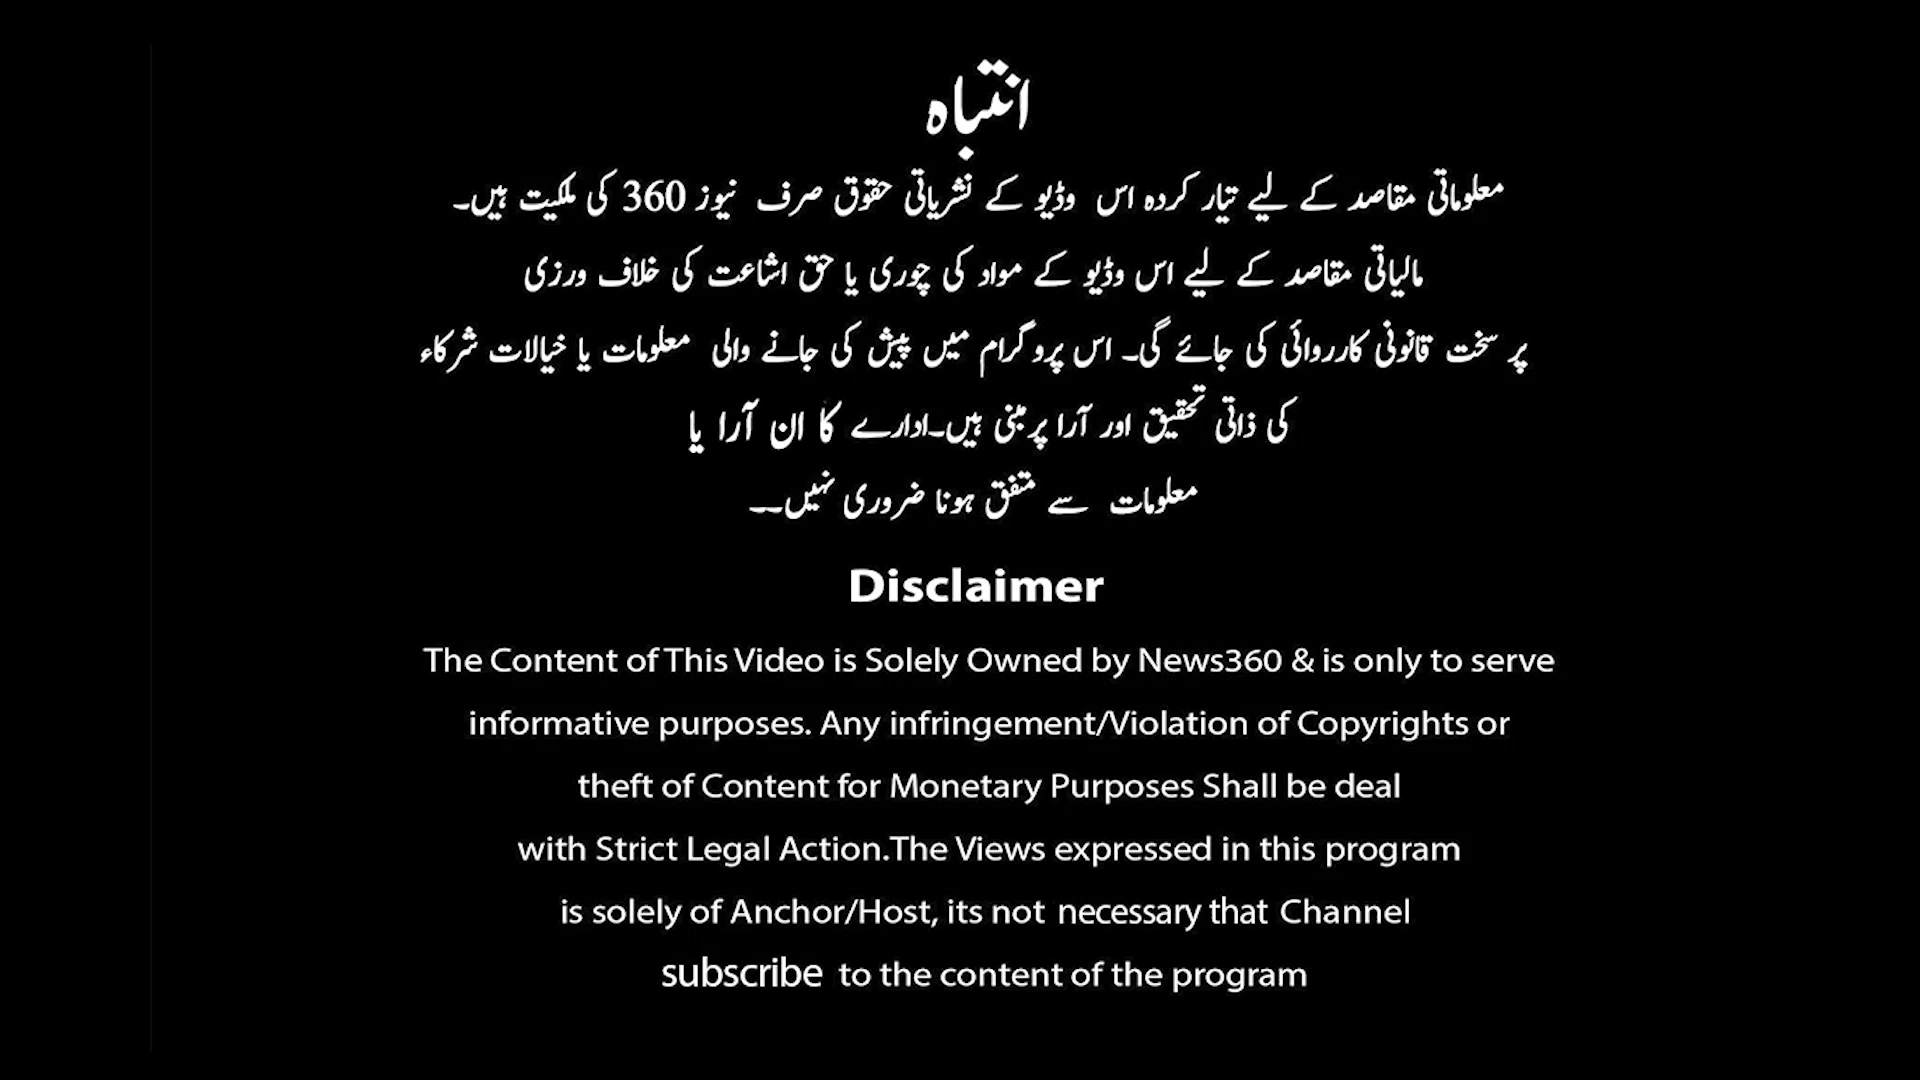 انتباہ
معلوماتی مقاصد کے لیے تیار کردہ اس وڈیو کے نشریاتی حقوق صرف نیوز 360 کی ملکیت ہیں۔
مالیاتی مقاصد کے لیے اس وڈیو کے مواد کی چوری یا حق اشاعت کی خلاف ورزی
پر سخت قانونی کارروائی کی جائے گی۔ اس پروگرام میں پیش کی جانے والی معلومات یا خیالات شرکاء
کی ذاتی تحقیق اور آرا پر مبنی ہیں۔ادارے کا ان آرا یا
معلومات سے متفق ہونا ضروری نہیں۔۔
Disclaimer
The Content of This Video is Solely Owned by News360 & is only to serve
informative purposes. Any infringement/Violation of Copyrights or
theft of Content for Monetary Purposes Shall be deal
with Strict Legal Action.The Views expressed in this program
is solely of Anchor/Host, its not necessary that Channel
subscribe to the content of the program